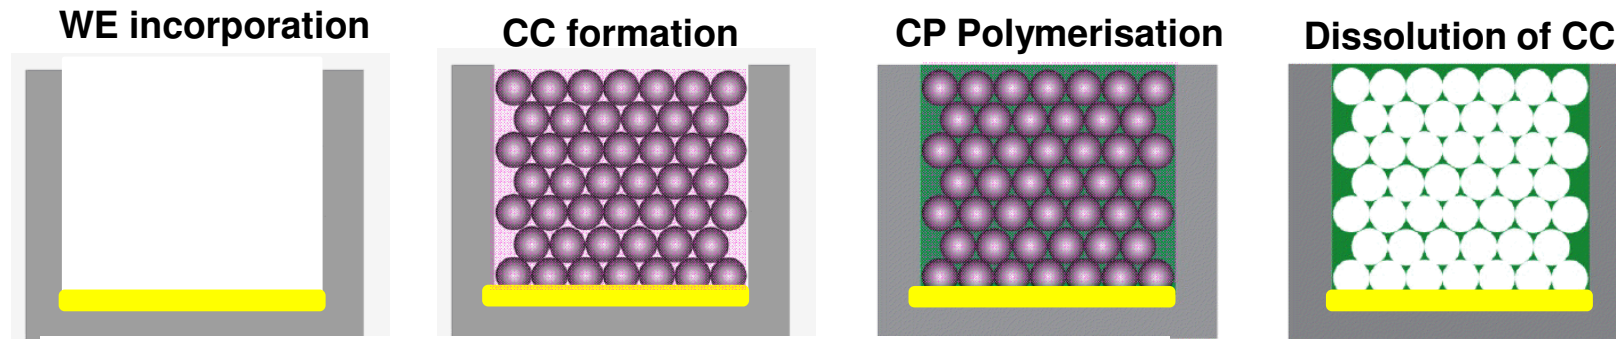 WE incorporation
CC formation
CP Polymerisation
Dissolution of CC